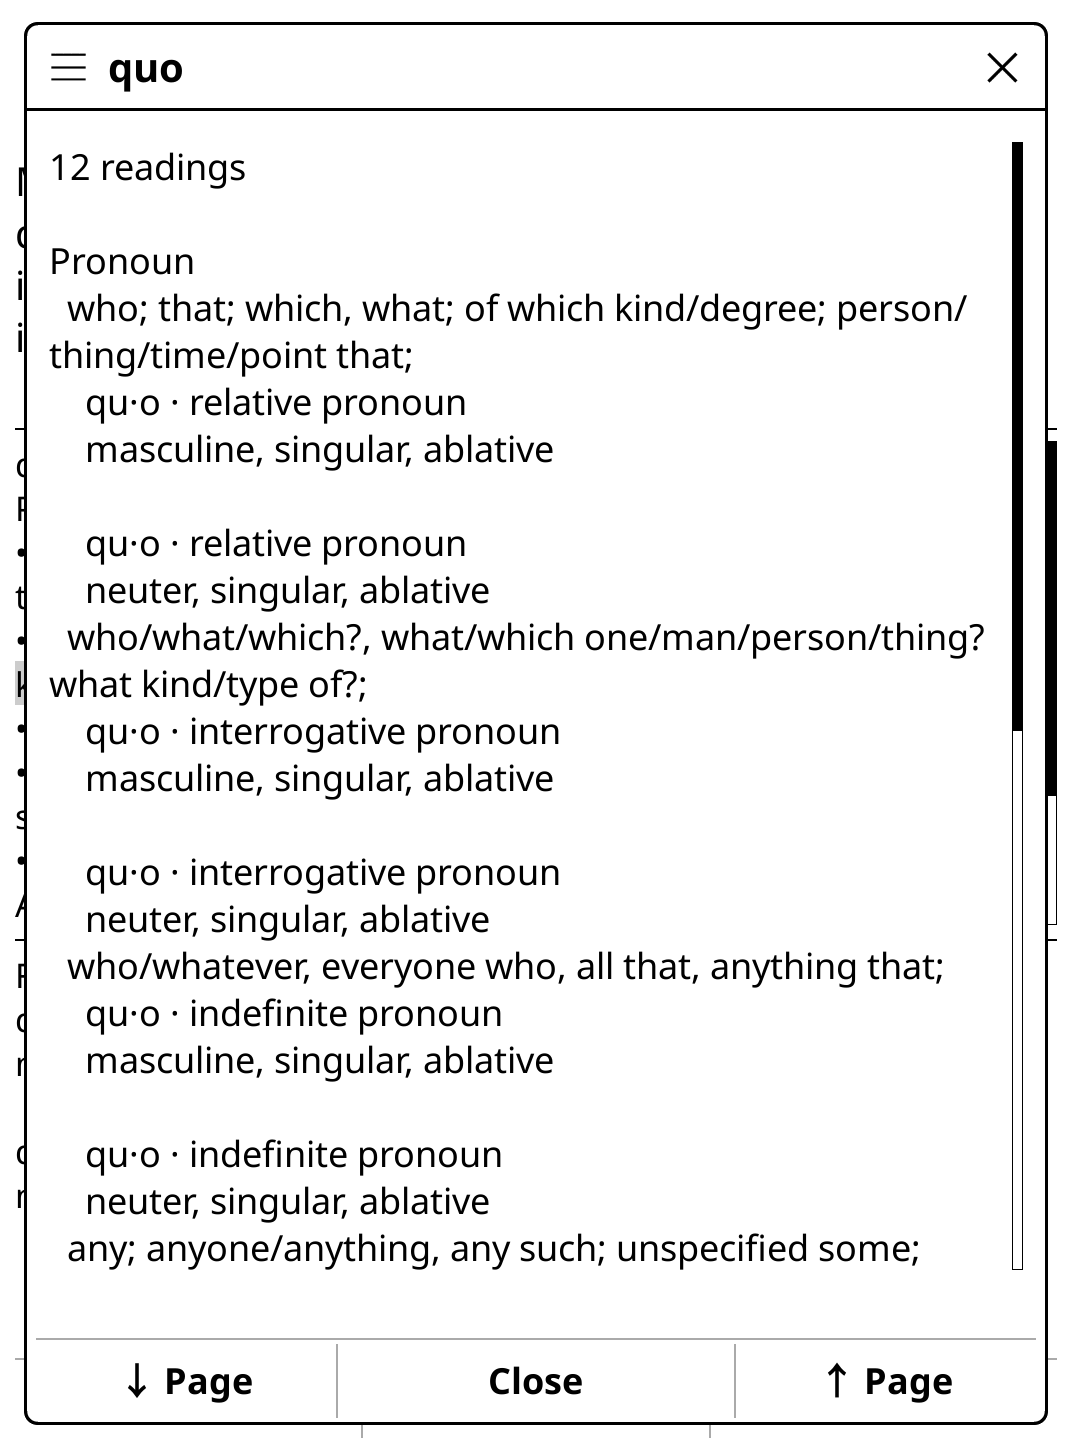 quo
12 readings
Pronoun
who; that; which, what; of which kind/degree; person/
thing/time/point that;
qu·o · relative pronoun
masculine, singular, ablative
qu·o · relative pronoun
neuter, singular, ablative
who/what/which?, what/which one/man/person/thing?
what kind/type of?;
qu·o · interrogative pronoun
masculine, singular, ablative
qu·o · interrogative pronoun
neuter, singular, ablative
who/whatever, everyone who, all that, anything that;
qu·o · indefinite pronoun
masculine, singular, ablative
qu·o · indefinite pronoun
neuter, singular, ablative
any; anyone/anything, any such; unspecified some;
↓ Page Close ↑ Page